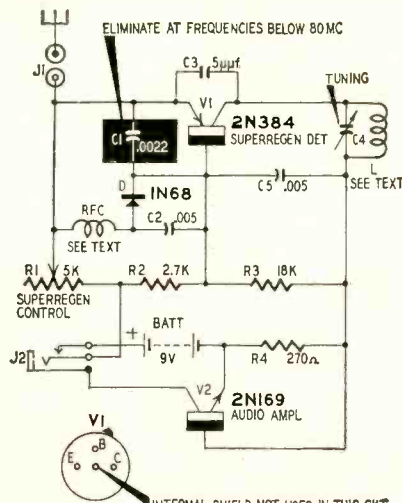 ELIMINATE AT FREQUENCIES BELOW 80 MC
J1
C3 5μμf
V1
TUNING
2N384
SUPERREGEN DET
C1
.0022
C4
L
SEE TEXT
D
1N68
C5 .005
RFC
SEE TEXT
C2 .005
R1 5K
R2 2.7K
R3 18K
SUPERREGEN
CONTROL
+ BATT
9V
R4 270Ω
J2
V2
2N169
AUDIO AMPL
V1
B
E C
INTERNAL SHIELD NOT USED IN THIS